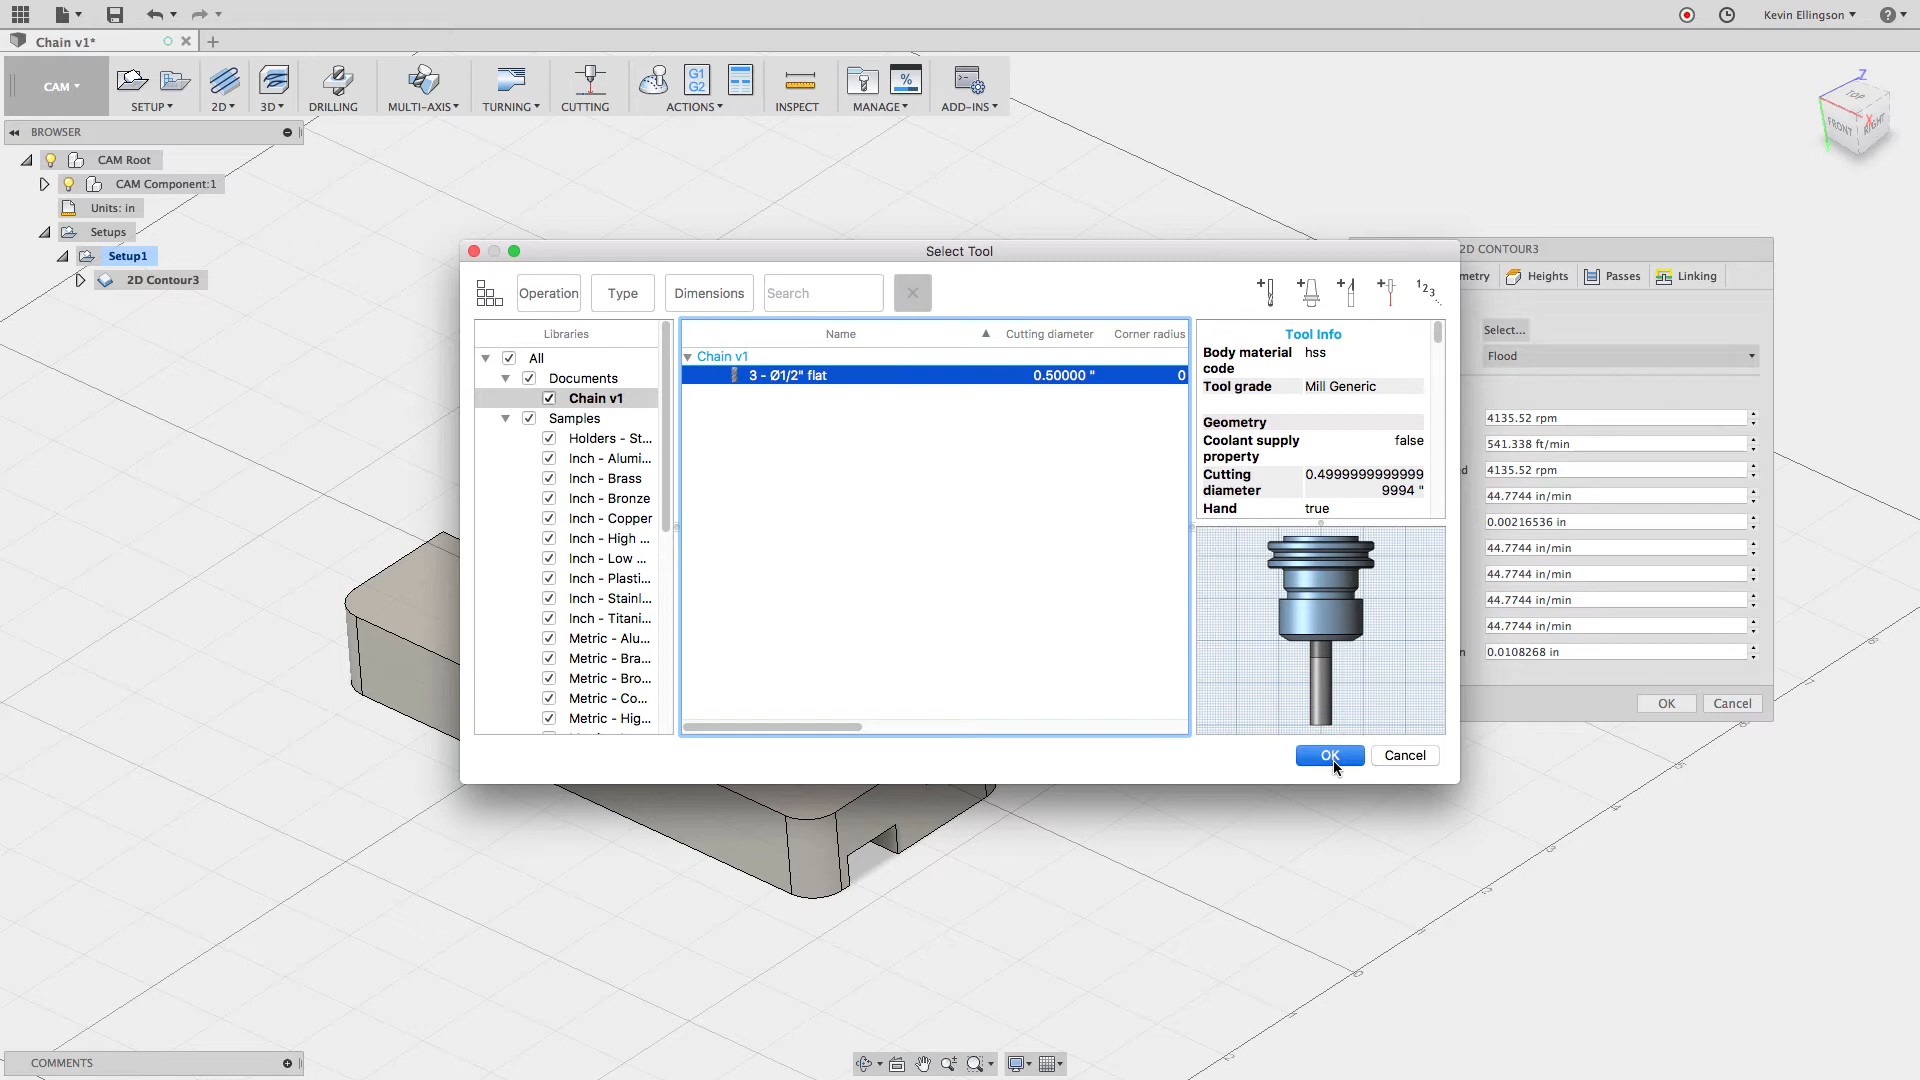 Kevin Ellingson
Chain v1*
CAM
SETUP
2D
3D
DRILLING
MULTI-AXIS
TURNING
CUTTING
G1
G2
ACTIONS
INSPECT
%
MANAGE
ADD-INS
Z
TOP
FRONT
RIGHT
X
BROWSER
CAM Root
CAM Component:1
Units: in
Setups
Setup1
2D Contour3
Select Tool
Operation
Type
Dimensions
Search
123
Libraries
All
Documents
Chain v1
Samples
Holders - St...
Inch - Alumi...
Inch - Brass
Inch - Bronze
Inch - Copper
Inch - High ...
Inch - Low ...
Inch - Plasti...
Inch - Stainl...
Inch - Titani...
Metric - Alu...
Metric - Bra...
Metric - Bro...
Metric - Co...
Metric - Hig...
Name Cutting diameter Corner radius
Chain v1
3 - Ø1/2" flat 0.50000 " 0
Tool Info
Body material code hss
Tool grade Mill Generic
Geometry
Coolant supply property false
Cutting diameter 0.49999999999999994 "
Hand true
OK
Cancel
2D CONTOUR3
metry
Heights
Passes
Linking
Select...
Flood
4135.52 rpm
541.338 ft/min
d 4135.52 rpm
44.7744 in/min
0.00216536 in
44.7744 in/min
44.7744 in/min
44.7744 in/min
44.7744 in/min
n 0.0108268 in
OK
Cancel
COMMENTS